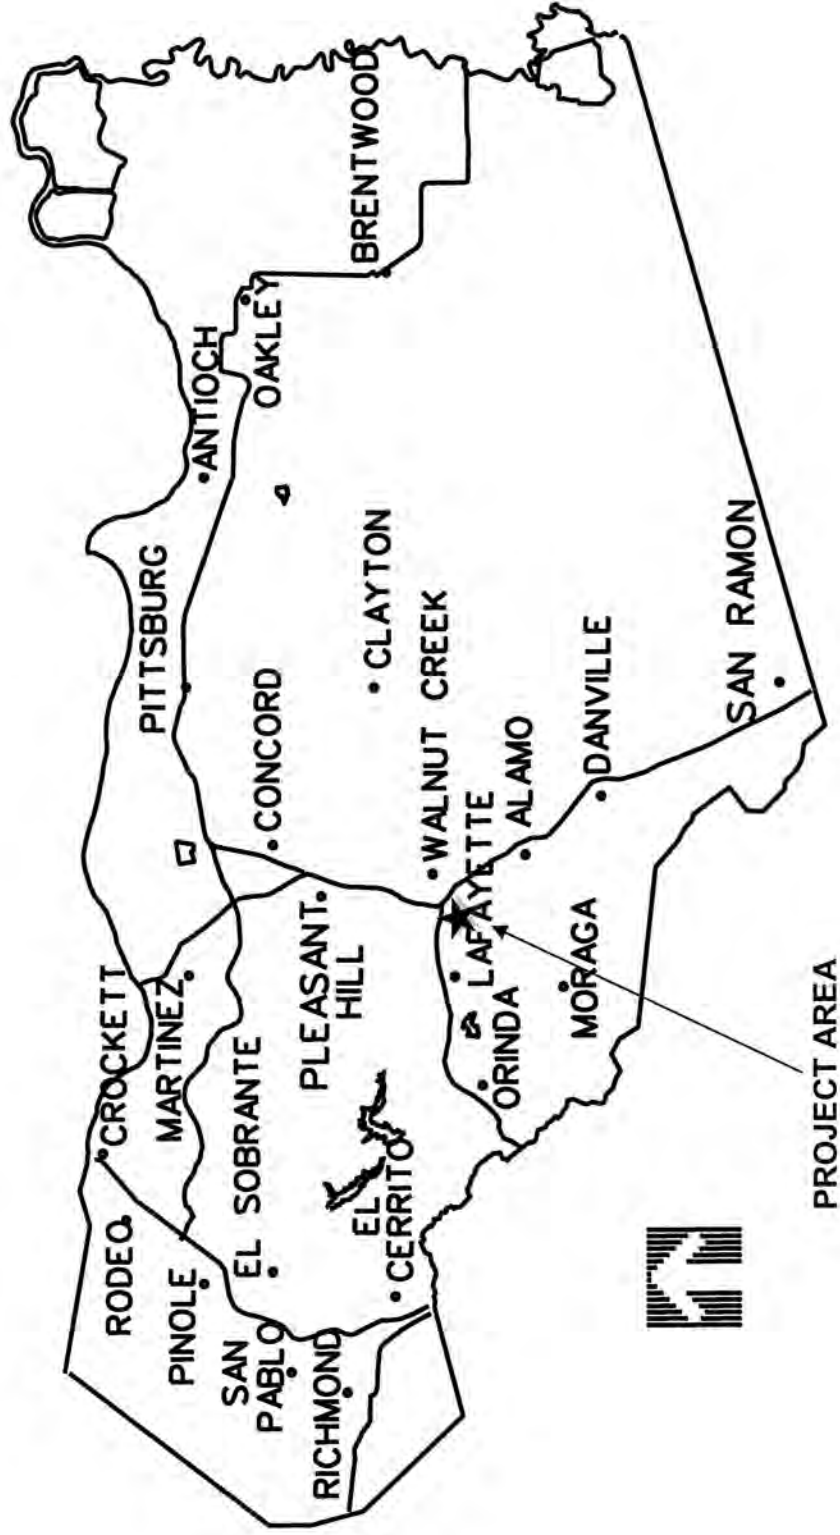 CROCKETT
RODEO
MARTINEZ
PINOLE
EL SOBRANTE
SAN
PABLO
RICHMOND
EL
CERRITO
PLEASANT
HILL
PITTSBURG
ANTIOCH
OAKLEY
BRENTWOOD
CONCORD
CLAYTON
WALNUT CREEK
LAFAYETTE
ALAMO
ORINDA
MORAGA
DANVILLE
SAN RAMON
PROJECT AREA